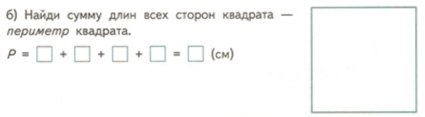 б) Найди сумму длин всех сторон квадрата —
периметр квадрата.
P = □ + □ + □ + □ = □ (см)